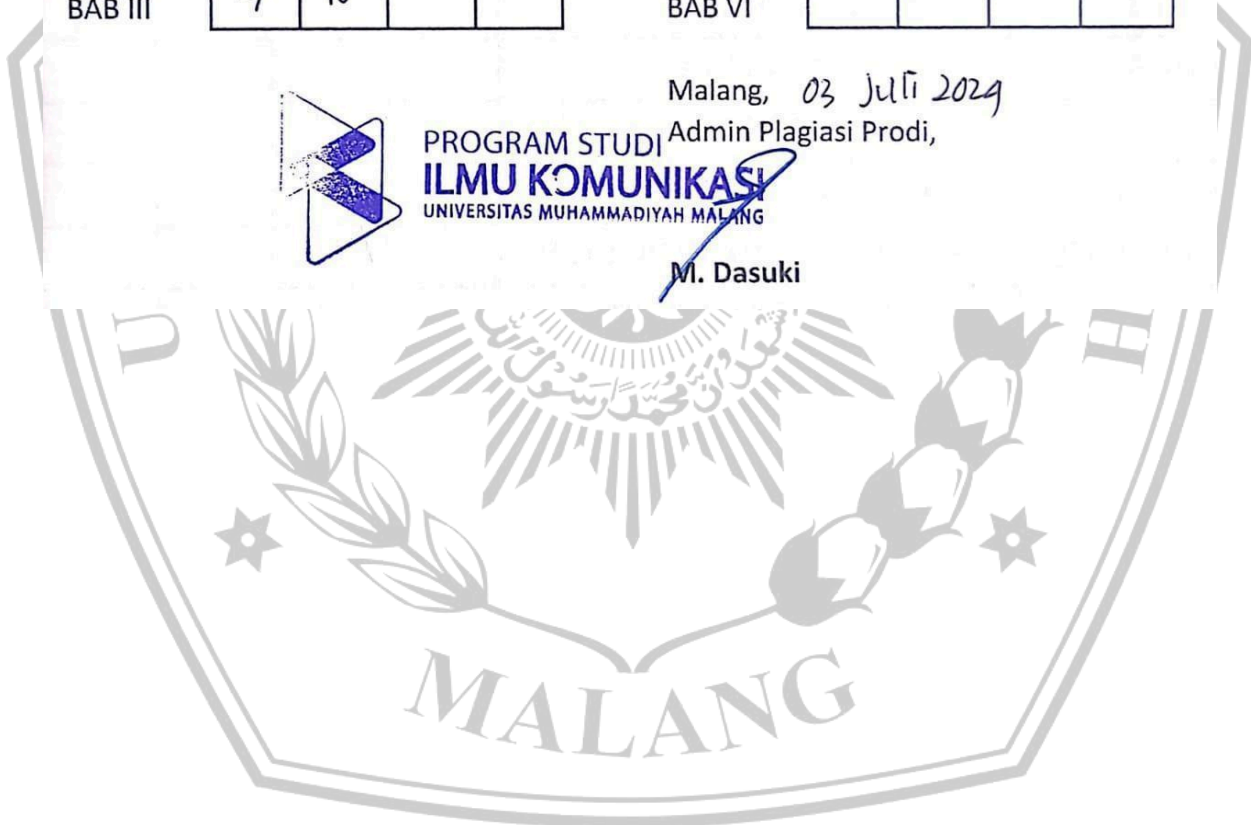 BAB III
10
BAB VI
Malang, 03 Juli 2024
Admin Plagiasi Prodi,
PROGRAM STUDI
ILMU KOMUNIKASI
UNIVERSITAS MUHAMMADIYAH MALANG
M. Dasuki
U
H
MALANG